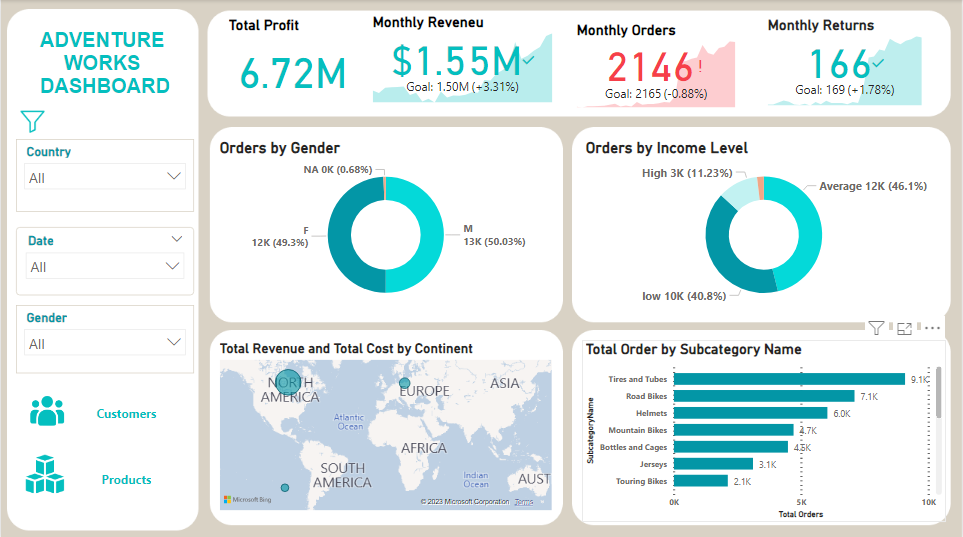 ADVENTURE
WORKS
DASHBOARD
Country
All
Date
All
Gender
All
Customers
Products
Total Profit
6.72M
Monthly Reveneu
$1.55M
Goal: 1.50M (+3.31%)
Monthly Orders
2146!
Goal: 2165 (-0.88%)
Monthly Returns
166
Goal: 169 (+1.78%)
Orders by Gender
NA 0K (0.68%)
F
12K (49.3%)
M
13K (50.03%)
Orders by Income Level
High 3K (11.23%)
Average 12K (46.1%)
low 10K (40.8%)
Total Revenue and Total Cost by Continent
NORTH
AMERICA
EUROPE
ASIA
Atlantic
Ocean
AFRICA
SOUTH
AMERICA
Indian
Ocean
AUST
Microsoft Bing
© 2023 Microsoft Corporation Terms
Total Order by Subcategory Name
SubcategoryName
Tires and Tubes 9.1K
Road Bikes 7.1K
Helmets 6.0K
Mountain Bikes 4.7K
Bottles and Cages
Jerseys 3.1K
Touring Bikes 2.1K
0K 5K 10K
Total Orders